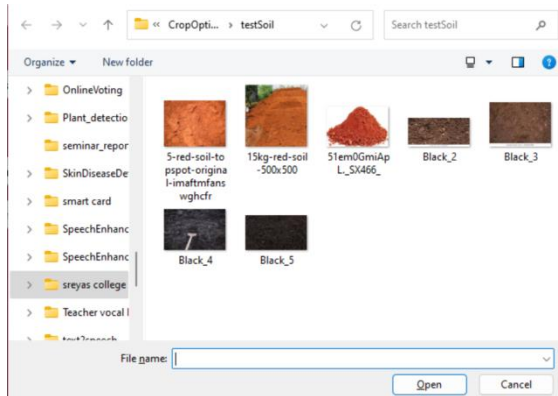 « CropOpti... > testSoil
Search testSoil
Organize
New folder
OnlineVoting
Plant_detectio
seminar_repor
SkinDiseaseDe
smart card
SpeechEnhanc
SpeechEnhanc
sreyas college
Teacher vocal
text2speech
5-red-soil-to
pspot-origina
l-imaftmfans
wghcfr
15kg-red-soil
-500x500
51em0GmiAp
L._SX466_
Black_2
Black_3
Black_4
Black_5
File name:
Open
Cancel